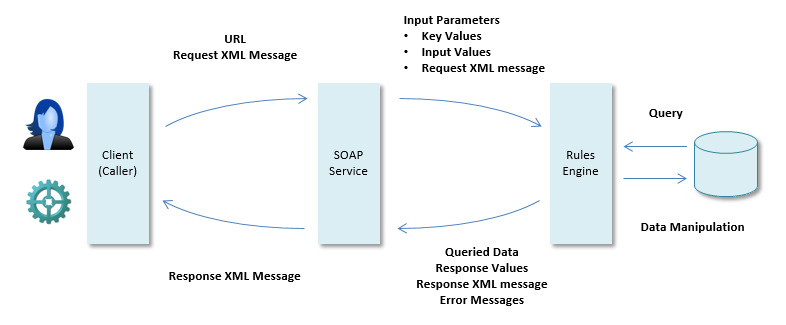 Input Parameters
• Key Values
• Input Values
• Request XML message
URL
Request XML Message
Query
Client
(Caller)
SOAP
Service
Rules
Engine
Data Manipulation
Response XML Message
Queried Data
Response Values
Response XML message
Error Messages